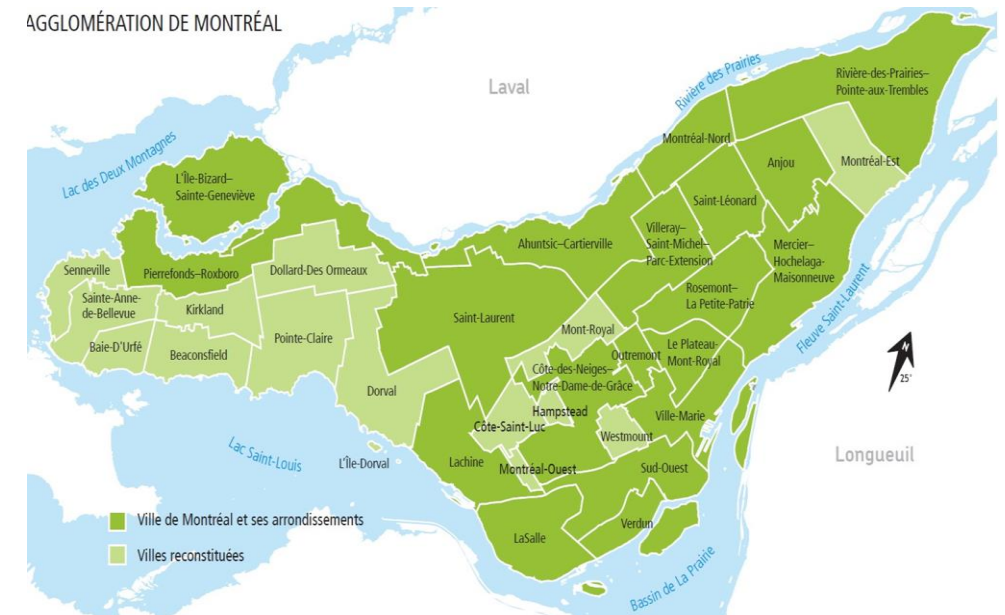 AGGLOMÉRATION DE MONTRÉAL
Laval
Rivière des Prairies
Rivière-des-Prairies–
Pointe-aux-Trembles
Lac des Deux Montagnes
Montréal-Nord
Anjou
Montréal-Est
L'Île-Bizard–
Sainte-Geneviève
Saint-Léonard
Villeray–
Saint-Michel–
Parc-Extension
Ahuntsic–Cartierville
Mercier–
Hochelaga-
Maisonneuve
Senneville
Pierrefonds–Roxboro
Dollard-Des Ormeaux
Rosemont–
La Petite-Patrie
Sainte-Anne-
de-Bellevue
Kirkland
Saint-Laurent
Mont-Royal
Fleuve Saint-Laurent
Baie-D'Urfé
Beaconsfield
Pointe-Claire
Outremont
Le Plateau-
Mont-Royal
Côte-des-Neiges–
Notre-Dame-de-Grâce
N
25°
Dorval
Hampstead
Côte-Saint-Luc
Ville-Marie
Westmount
Lac Saint-Louis
L'Île-Dorval
Lachine
Montréal-Ouest
Sud-Ouest
Longueuil
Ville de Montréal et ses arrondissements
Verdun
LaSalle
Villes reconstituées
Bassin de La Prairie